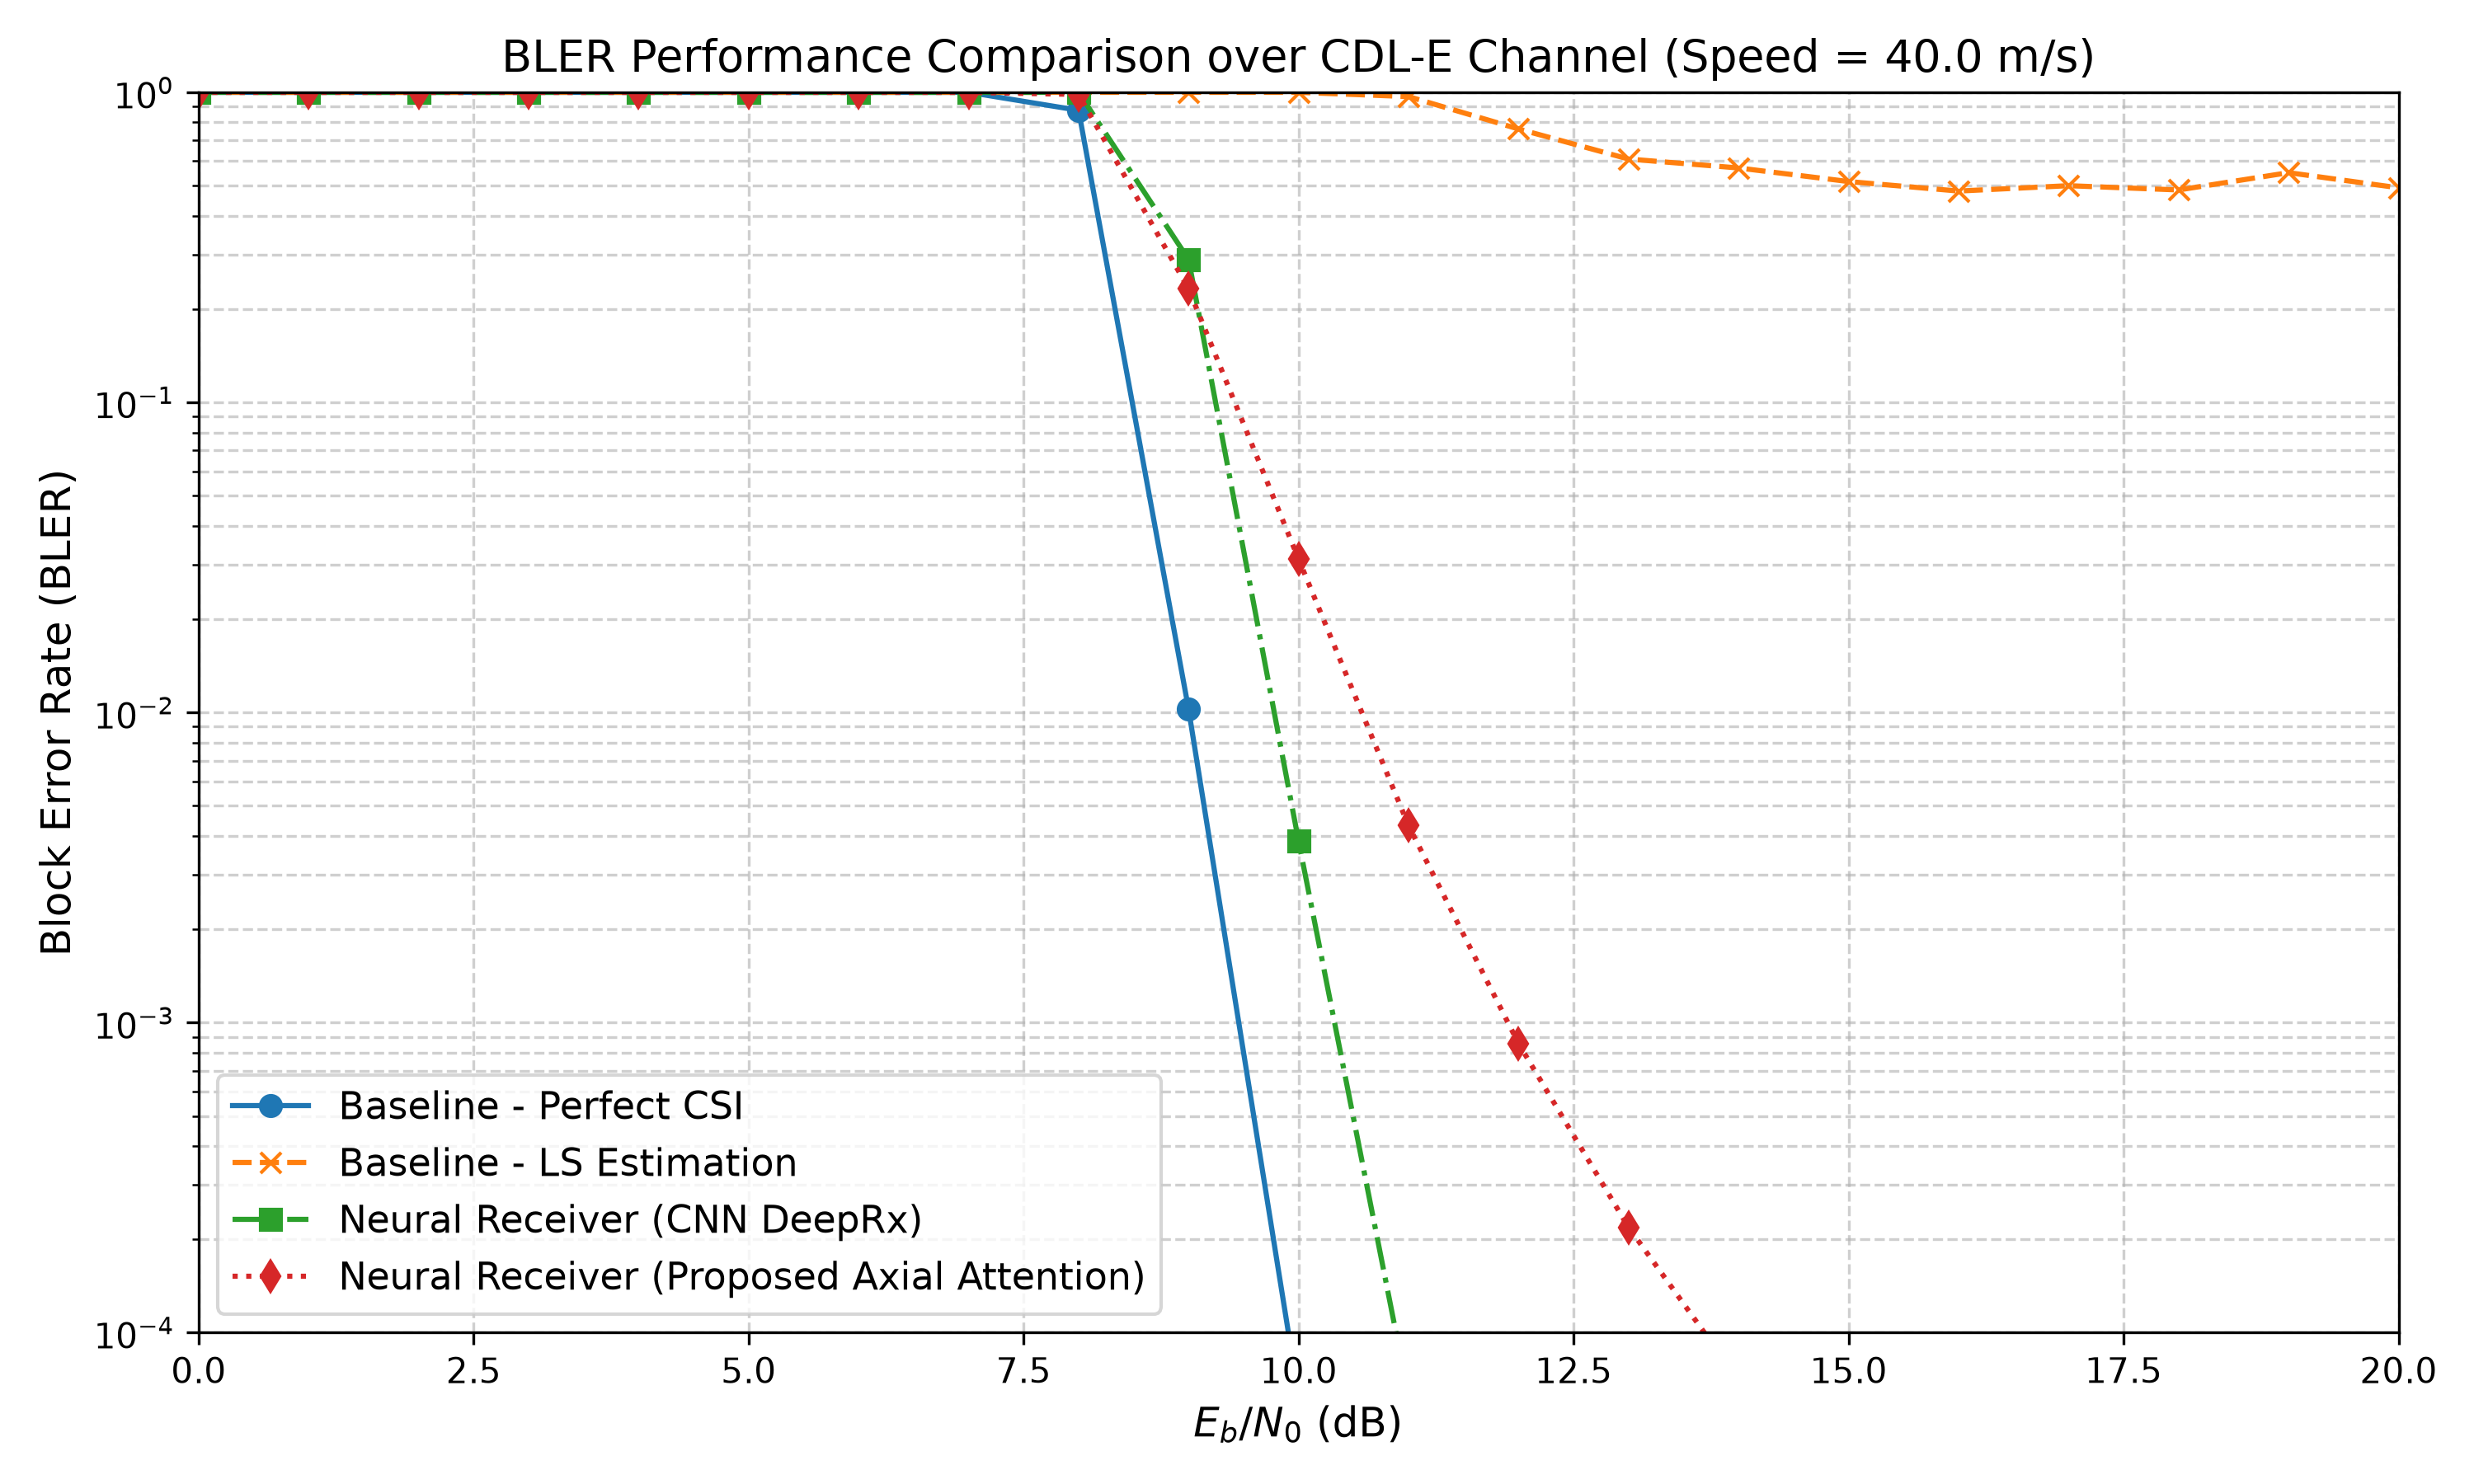 BLER Performance Comparison over CDL-E Channel (Speed = 40.0 m/s)
Block Error Rate (BLER)
10⁰
10⁻¹
10⁻²
10⁻³
10⁻⁴
Baseline - Perfect CSI
Baseline - LS Estimation
Neural Receiver (CNN DeepRx)
Neural Receiver (Proposed Axial Attention)
0.0 2.5 5.0 7.5 10.0 12.5 15.0 17.5 20.0
E_b/N_0 (dB)